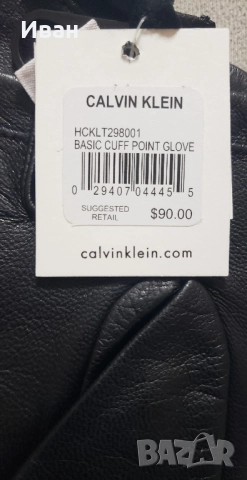 Иван
CALVIN KLEIN
HCKLT298001
BASIC CUFF POINT GLOVE
0 29407 04445 5
SUGGESTED
RETAIL
$90.00
calvinklein.com
BAZAR
bg